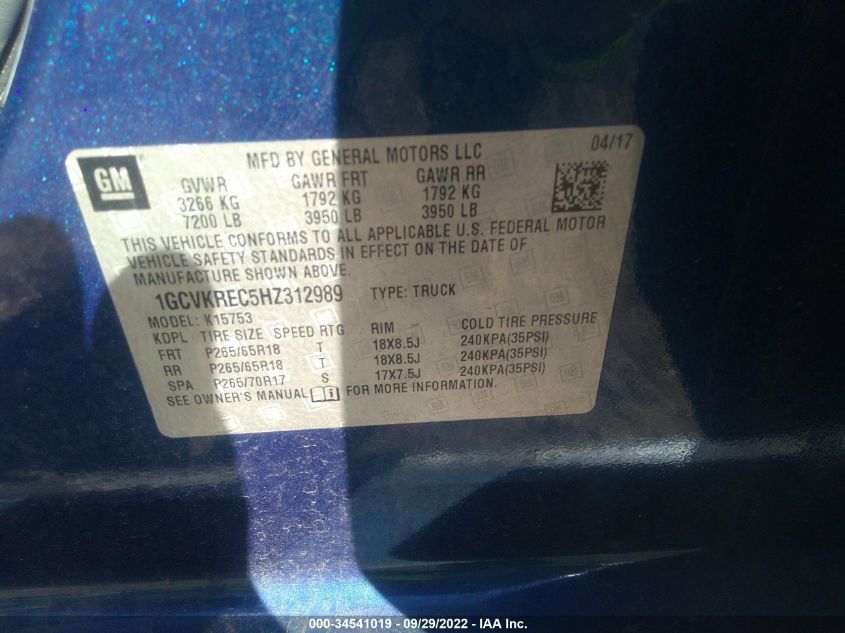 GM
MFD BY GENERAL MOTORS LLC 04/17
GVWR GAWR FRT GAWR RR
3266 KG 1792 KG 1792 KG
7200 LB 3950 LB 3950 LB
THIS VEHICLE CONFORMS TO ALL APPLICABLE U.S. FEDERAL MOTOR
VEHICLE SAFETY STANDARDS IN EFFECT ON THE DATE OF
MANUFACTURE SHOWN ABOVE.
1GCVKREC5HZ312989 TYPE: TRUCK
MODEL: K15753
KDPL TIRE SIZE SPEED RTG RIM COLD TIRE PRESSURE
FRT P265/65R18 T 18X8.5J 240KPA(35PSI)
RR P265/65R18 T 18X8.5J 240KPA(35PSI)
SPA P265/70R17 S 17X7.5J 240KPA(35PSI)
SEE OWNER'S MANUAL FOR MORE INFORMATION.
000-34541019 - 09/29/2022 - IAA Inc.